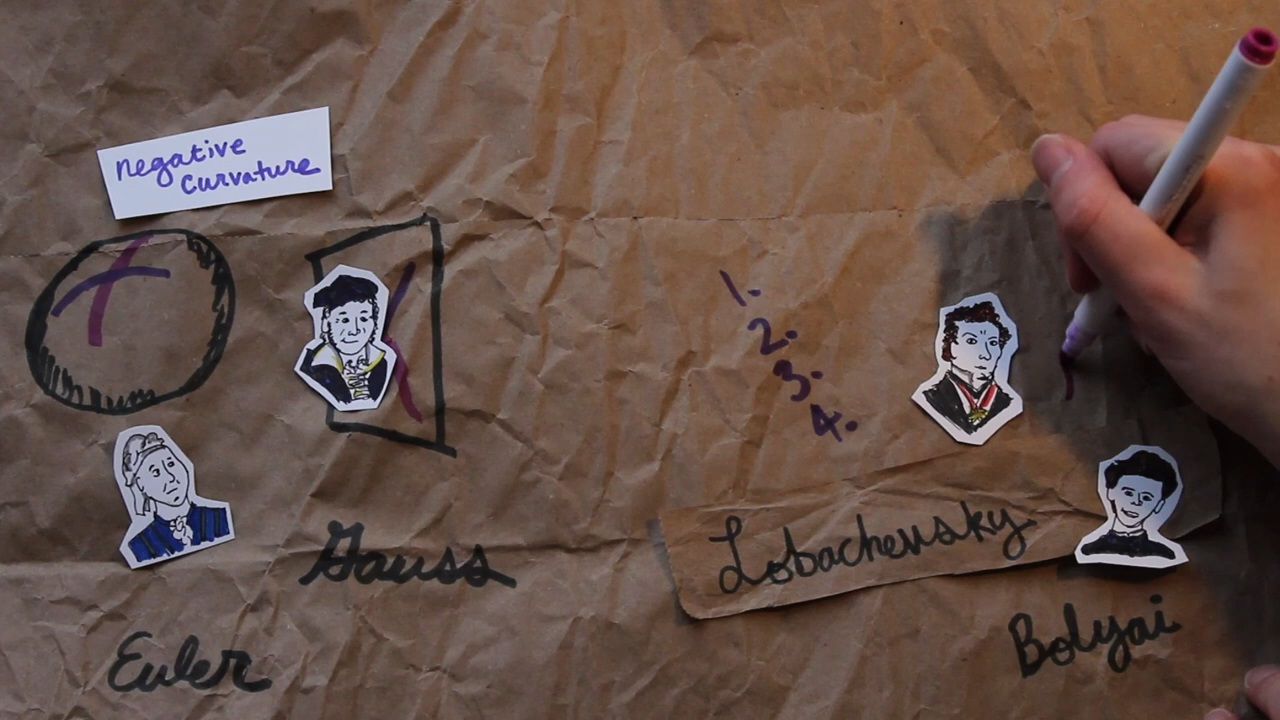 negative
curvature
1.
2.
3.
4.
Gauss
Lobachevsky
Euler
Bolyai